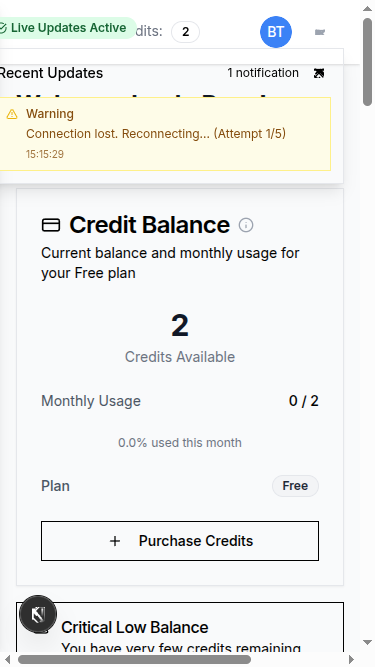 Live Updates Active
dits: 2
BT
Recent Updates
1 notification
Warning
Connection lost. Reconnecting... (Attempt 1/5)
15:15:29
Credit Balance
Current balance and monthly usage for
your Free plan
2
Credits Available
Monthly Usage
0 / 2
0.0% used this month
Plan
Free
Purchase Credits
Critical Low Balance
You have very few credits remaining